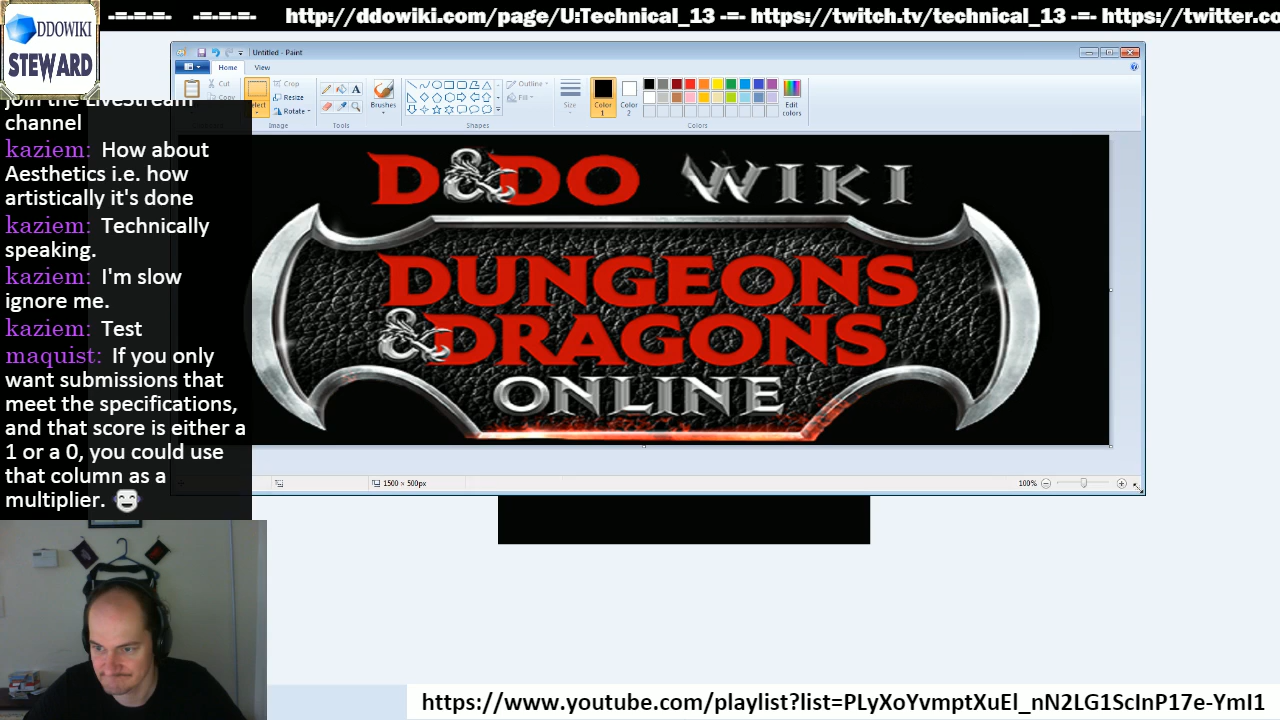 -=-=-=- -=-=-=- http://ddowiki.com/page/U:Technical_13 -=- https://twitch.tv/technical_13 -=- https://twitter.co
DDOWIKI
STEWARD
Untitled - Paint
Home View
Cut
Copy
Crop
Resize
Rotate
Image
Tools
Brushes
Shapes
Outline
Fill
Size
Color 1
Color 2
Edit colors
Colors
join the LiveStream
channel
kaziem: How about
Aesthetics i.e. how
artistically it's done
kaziem: Technically
speaking.
kaziem: I'm slow
ignore me.
kaziem: Test
maquist: If you only
want submissions that
meet the specifications,
and that score is either a
1 or a 0, you could use
that column as a
multiplier.
D&DO WIKI
DUNGEONS
& DRAGONS
ONLINE
1500 × 500px
100%
https://www.youtube.com/playlist?list=PLyXoYvmptXuEl_nN2LG1ScInP17e-YmI1